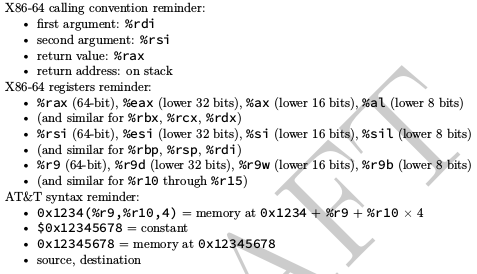 X86-64 calling convention reminder:
• first argument: %rdi
• second argument: %rsi
• return value: %rax
• return address: on stack
X86-64 registers reminder:
• %rax (64-bit), %eax (lower 32 bits), %ax (lower 16 bits), %al (lower 8 bits)
• (and similar for %rbx, %rcx, %rdx)
• %rsi (64-bit), %esi (lower 32 bits), %si (lower 16 bits), %sil (lower 8 bits)
• (and similar for %rbp, %rsp, %rdi)
• %r9 (64-bit), %r9d (lower 32 bits), %r9w (lower 16 bits), %r9b (lower 8 bits)
• (and similar for %r10 through %r15)
AT&T syntax reminder:
• 0x1234(%r9,%r10,4) = memory at 0x1234 + %r9 + %r10 × 4
• $0x12345678 = constant
• 0x12345678 = memory at 0x12345678
• source, destination
AFT